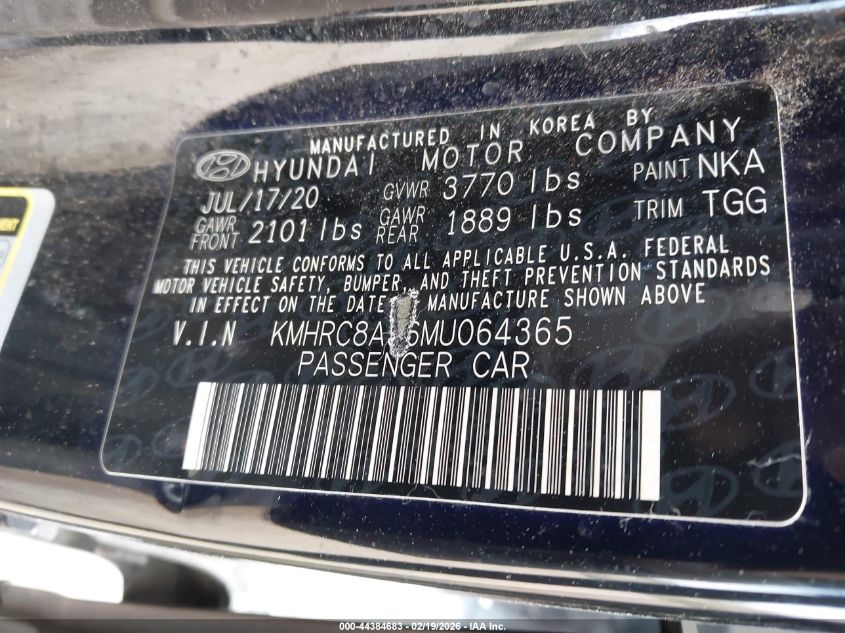 MANUFACTURED IN KOREA BY
HYUNDAI MOTOR COMPANY
JUL/17/20 GVWR 3770 lbs PAINT NKA
GAWR FRONT 2101 lbs GAWR REAR 1889 lbs TRIM TGG
THIS VEHICLE CONFORMS TO ALL APPLICABLE U.S.A. FEDERAL
MOTOR VEHICLE SAFETY, BUMPER, AND THEFT PREVENTION STANDARDS
IN EFFECT ON THE DATE MANUFACTURE SHOWN ABOVE
V.I.N
PASSENGER CAR
000-44384683 - 02/19/2026 - IAA Inc.